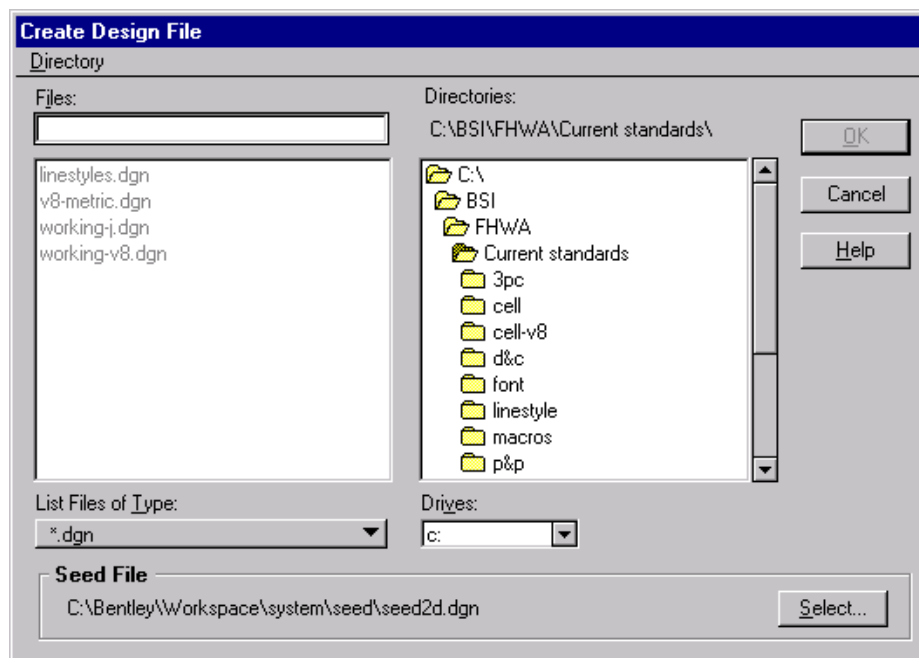 Create Design File
Directory
Files:
linestyles.dgn
v8-metric.dgn
working-j.dgn
working-v8.dgn
List Files of Type:
*.dgn
Directories:
C:\BSI\FHWA\Current standards\
C:\
BSI
FHWA
Current standards
3pc
cell
cell-v8
d&c
font
linestyle
macros
p&p
Drives:
c:
OK
Cancel
Help
Seed File
C:\Bentley\Workspace\system\seed\seed2d.dgn
Select...